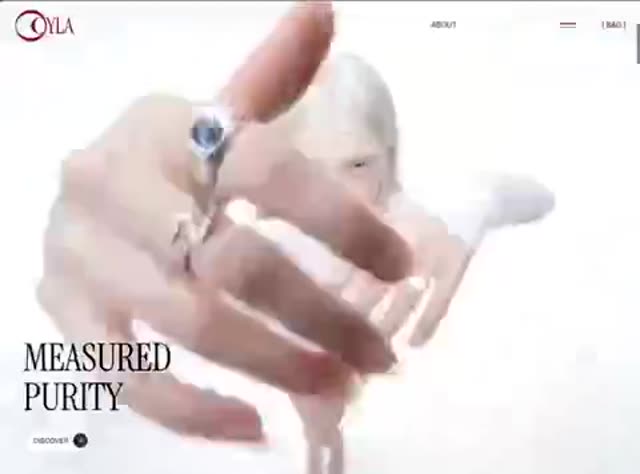 OYLA
ABOUT
[ BAG ]
MEASURED
PURITY
DISCOVER